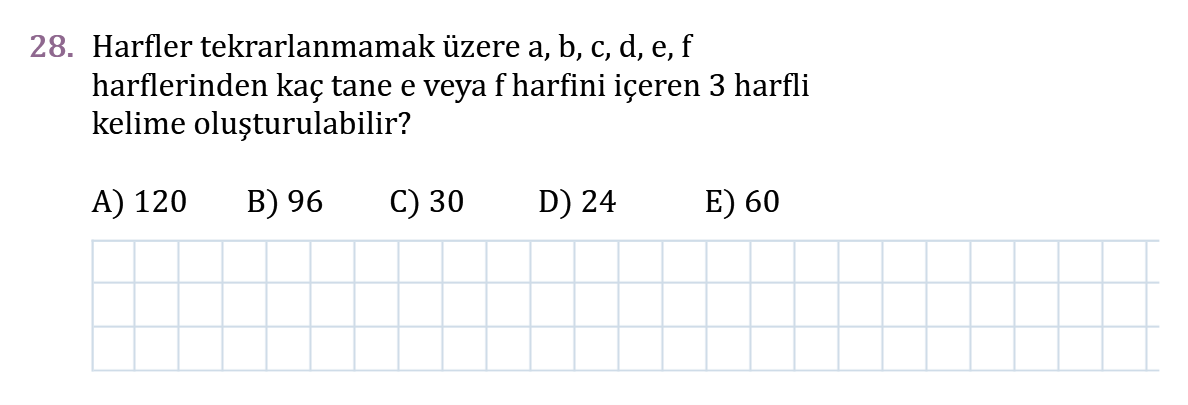 28. Harfler tekrarlanmamak üzere a, b, c, d, e, f
harflerinden kaç tane e veya f harfini içeren 3 harfli
kelime oluşturulabilir?
A) 120 B) 96 C) 30 D) 24 E) 60